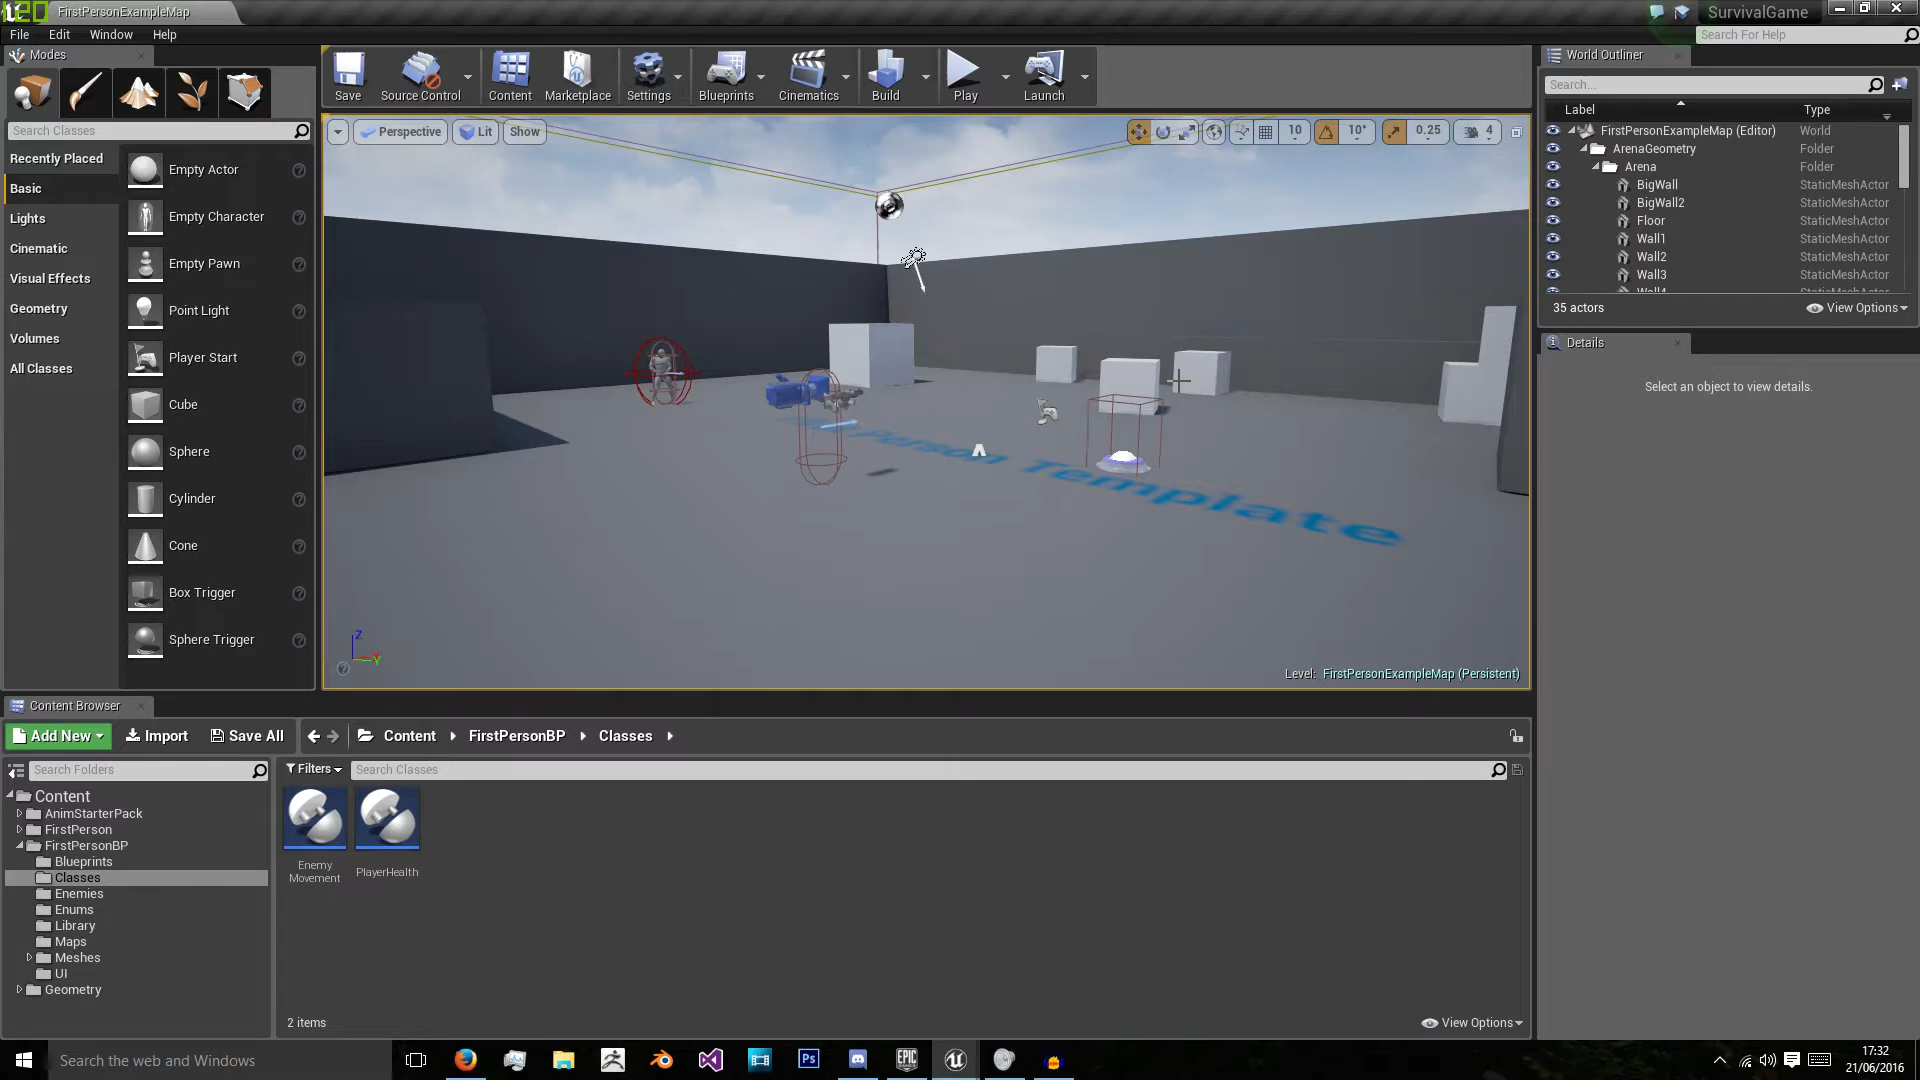 120
FirstPersonExampleMap
SurvivalGame
File Edit Window Help
Search For Help
Modes
Save
Source Control
Content
Marketplace
Settings
Blueprints
Cinematics
Build
Play
Launch
World Outliner
Search...
Label Type
FirstPersonExampleMap (Editor) World
ArenaGeometry Folder
Arena Folder
BigWall StaticMeshActor
BigWall2 StaticMeshActor
Floor StaticMeshActor
Wall1 StaticMeshActor
Wall2 StaticMeshActor
Wall3 StaticMeshActor
Wall4 StaticMeshActor
35 actors View Options
Details
Select an object to view details.
Search Classes
Recently Placed
Basic
Lights
Cinematic
Visual Effects
Geometry
Volumes
All Classes
Empty Actor
Empty Character
Empty Pawn
Point Light
Player Start
Cube
Sphere
Cylinder
Cone
Box Trigger
Sphere Trigger
Perspective Lit Show
10 10° 0.25 4
Person Template
Z
Y
Level: FirstPersonExampleMap (Persistent)
Content Browser
Add New Import Save All Content FirstPersonBP Classes
Search Folders
Filters Search Classes
Content
AnimStarterPack
FirstPerson
FirstPersonBP
Blueprints
Classes
Enemies
Enums
Library
Maps
Meshes
UI
Geometry
Enemy
Movement
PlayerHealth
2 items View Options
Search the web and Windows
Ps
EPIC
17:32
21/06/2016